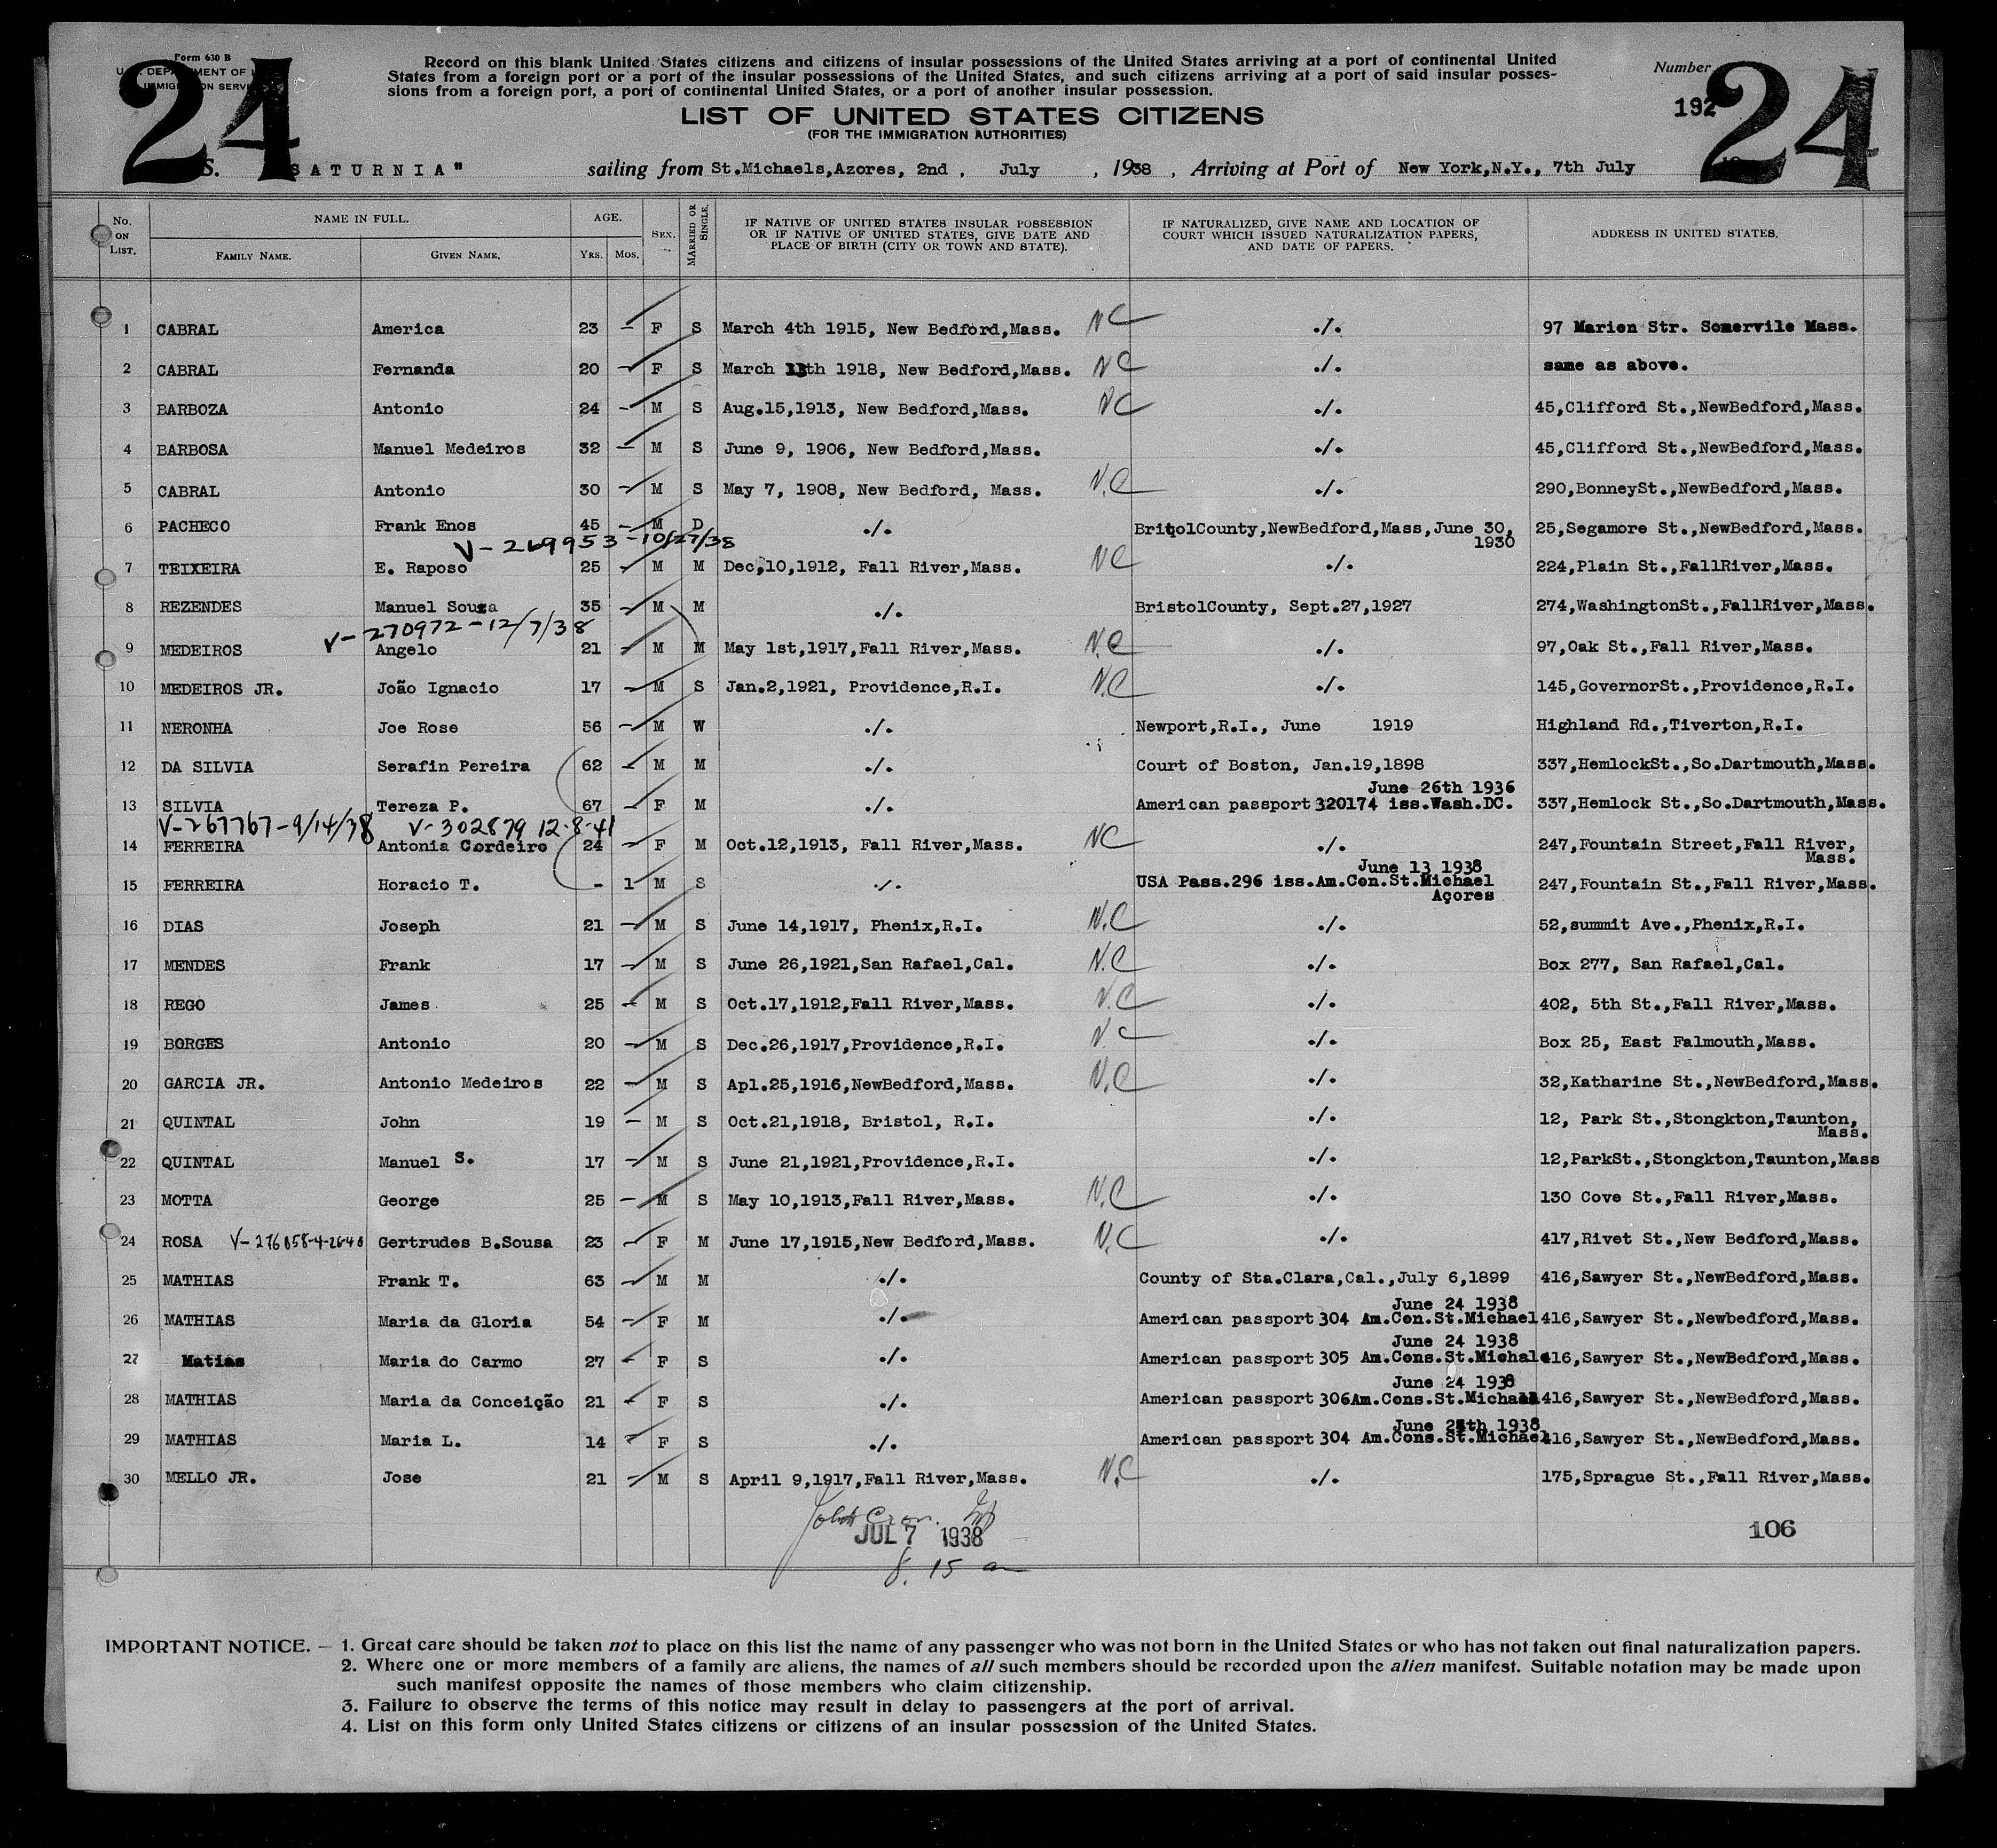 24
24
Form 630 B
Record on this blank United States citizens and citizens of insular possessions of the United States arriving at a port of continental United
States from a foreign port or a port of the insular possessions of the United States, and such citizens arriving at a port of said insular posses-
sions from a foreign port, a port of continental United States, or a port of another insular possession.
Number
192
LIST OF UNITED STATES CITIZENS
(FOR THE IMMIGRATION AUTHORITIES)
S. SATURNIA" sailing from St.Michaels,Azores, 2nd , July , 1938 , Arriving at Port of New York,N.Y., 7th July
No. ON LIST. NAME IN FULL. AGE. SEX. MARRIED OR SINGLE. IF NATIVE OF UNITED STATES INSULAR POSSESSION OR IF NATIVE OF UNITED STATES, GIVE DATE AND PLACE OF BIRTH (CITY OR TOWN AND STATE). IF NATURALIZED, GIVE NAME AND LOCATION OF COURT WHICH ISSUED NATURALIZATION PAPERS, AND DATE OF PAPERS. ADDRESS IN UNITED STATES.
FAMILY NAME. GIVEN NAME. YRS. MOS.
1 CABRAL America 23 - F S March 4th 1915, New Bedford,Mass. NC ./. 97 Marion Str. Somervile Mass.
2 CABRAL Fernanda 20 - F S March 13th 1918, New Bedford,Mass. NC ./. same as above.
3 BARBOZA Antonio 24 - M S Aug.15,1913, New Bedford,Mass. NC ./. 45,Clifford St.,NewBedford,Mass.
4 BARBOSA Manuel Medeiros 32 - M S June 9, 1906, New Bedford,Mass. ./. 45,Clifford St.,NewBedford,Mass.
5 CABRAL Antonio 30 - M S May 7, 1908, New Bedford, Mass. N.C ./. 290,BonneySt.,NewBedford,Mass.
6 PACHECO Frank Enos 45 - M D ./. BristolCounty,NewBedford,Mass,June 30, 1930 25,Segamore St.,NewBedford,Mass.
V-269953-10/27/38
7 TEIXEIRA E. Raposo 25 - M M Dec,10,1912, Fall River,Mass. NC ./. 224,Plain St.,FallRiver,Mass.
8 REZENDES Manuel Souza 35 - M M ./. BristolCounty, Sept.27,1927 274,WashingtonSt.,FallRiver,Mass.
V-270972-12/7/38
9 MEDEIROS Angelo 21 - M M May 1st,1917,Fall River,Mass. N.C ./. 97,Oak St.,Fall River,Mass.
10 MEDEIROS JR. João Ignacio 17 - M S Jan.2,1921, Providence,R.I. N.C ./. 145,GovernorSt.,Providence,R.I.
11 NERONHA Joe Rose 56 - M W ./. Newport,R.I., June 1919 Highland Rd.,Tiverton,R.I.
12 DA SILVIA Serafin Pereira 62 - M M ./. Court of Boston, Jan.19,1898 337,HemlockSt.,So.Dartmouth,Mass.
June 26th 1936
13 SILVIA Tereza P. 67 - F M ./. American passport 320174 iss.Wash.DC. 337,Hemlock St.,So.Dartmouth,Mass.
V-267767-9/14/38 V-302879 12-8-41
14 FERREIRA Antonia Cordeiro 24 - F M Oct.12,1913, Fall River,Mass. NC ./. 247,Fountain Street,Fall River, Mass.
June 13 1938
15 FERREIRA Horacio T. - 1 M S ./. USA Pass.296 iss.Am.Con.St.Michael Açores 247,Fountain St.,Fall River,Mass.
16 DIAS Joseph 21 - M S June 14,1917, Phenix,R.I. N.C ./. 52,summit Ave.,Phenix,R.I.
17 MENDES Frank 17 - M S June 26,1921,San Rafael,Cal. N.C ./. Box 277, San Rafael,Cal.
18 REGO James 25 - M S Oct.17,1912,Fall River,Mass. N.C ./. 402, 5th St.,Fall River,Mass.
19 BORGES Antonio 20 - M S Dec.26,1917,Providence,R.I. N.C ./. Box 25, East Falmouth,Mass.
20 GARCIA JR. Antonio Medeiros 22 - M S Apl.25,1916,NewBedford,Mass. N.C ./. 32,Katharine St.,NewBedford,Mass.
21 QUINTAL John 19 - M S Oct.21,1918, Bristol, R.I. ./. 12, Park St.,Stongkton,Taunton, Mass.
22 QUINTAL Manuel S. 17 - M S June 21,1921,Providence,R.I. ./. 12,ParkSt.,Stongkton,Taunton,Mass
23 MOTTA George 25 - M S May 10,1913,Fall River,Mass. N.C ./. 130 Cove St.,Fall River,Mass.
24 ROSA Gertrudes B.Sousa 23 - F M June 17,1915,New Bedford,Mass. N.C ./. 417,Rivet St.,New Bedford,Mass.
25 MATHIAS Frank T. 63 - M M ./. County of Sta.Clara,Cal.,July 6,1899 416,Sawyer St.,NewBedford,Mass.
June 24 1938
26 MATHIAS Maria da Gloria 54 - F M ./. American passport 304 Am.Con.St.Michael 416,Sawyer St.,Newbedford,Mass.
June 24 1938
27 Matias Maria do Carmo 27 - F S ./. American passport 305 Am.Cons.St.Michale 416,Sawyer St.,NewBedford,Mass.
June 24 1938
28 MATHIAS Maria da Conceição 21 - F S ./. American passport 306Am.Cons.St.Michael 416,Sawyer St.,NewBedford,Mass.
June 24th 1938
29 MATHIAS Maria L. 14 - F S ./. American passport 304 Am.Cons.St.Michael 416,Sawyer St.,NewBedford,Mass.
30 MELLO JR. Jose 21 - M S April 9,1917,Fall River,Mass. N.C ./. 175,Sprague St.,Fall River,Mass.
JUL 7 1938
8.15 a
106
IMPORTANT NOTICE. — 1. Great care should be taken not to place on this list the name of any passenger who was not born in the United States or who has not taken out final naturalization papers.
2. Where one or more members of a family are aliens, the names of all such members should be recorded upon the alien manifest. Suitable notation may be made upon
such manifest opposite the names of those members who claim citizenship.
3. Failure to observe the terms of this notice may result in delay to passengers at the port of arrival.
4. List on this form only United States citizens or citizens of an insular possession of the United States.